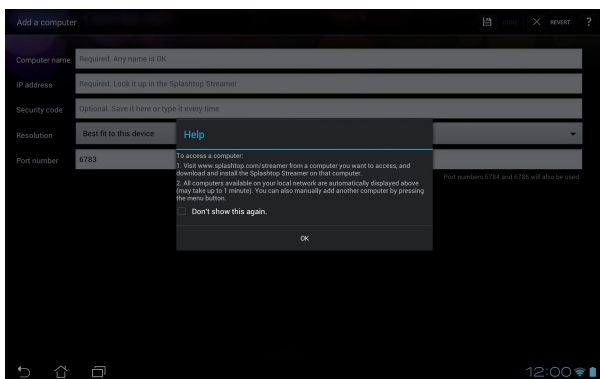 Add a computer
REVERT ?
Computer name Required. Any name is OK
IP address Required. Look it up in the Splashtop Streamer
Security code Optional. Save it here or type it every time
Resolution Best fit to this device
Help
Port number 6783
To access a computer:
1. Visit www.splashtop.com/streamer from a computer you want to access, and
download and install the Splashtop Streamer on that computer.
2. All computers available on your local network are automatically displayed above
(may take up to 1 minute). You can also manually add another computer by pressing
the menu button.
Port numbers 6784 and 6785 will also be used.
Don't show this again.
OK
12:00